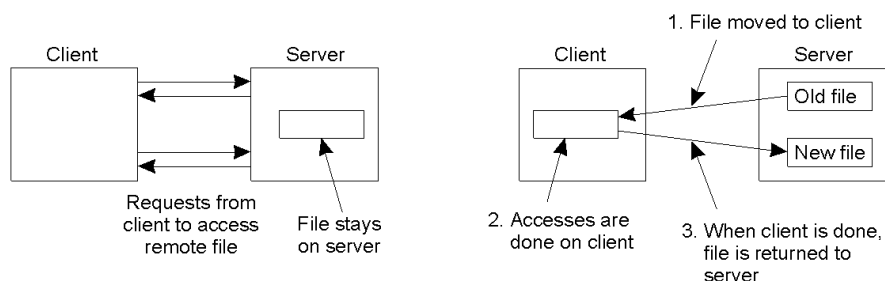 Client
Server
Requests from
client to access
remote file
File stays
on server
1. File moved to client
Client
Server
Old file
New file
2. Accesses are
done on client
3. When client is done,
file is returned to
server